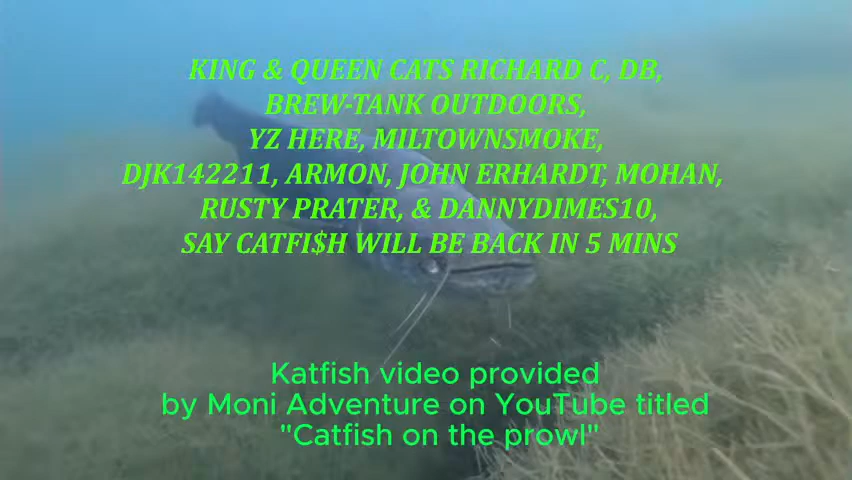 KING & QUEEN CATS RICHARD C, DB,
BREW-TANK OUTDOORS,
YZ HERE, MILTOWNSMOKE,
DJK142211, ARMON, JOHN ERHARDT, MOHAN,
RUSTY PRATER, & DANNYDIMES10,
SAY CATFI$H WILL BE BACK IN 5 MINS
Katfish video provided
by Moni Adventure on YouTube titled
"Catfish on the prowl"